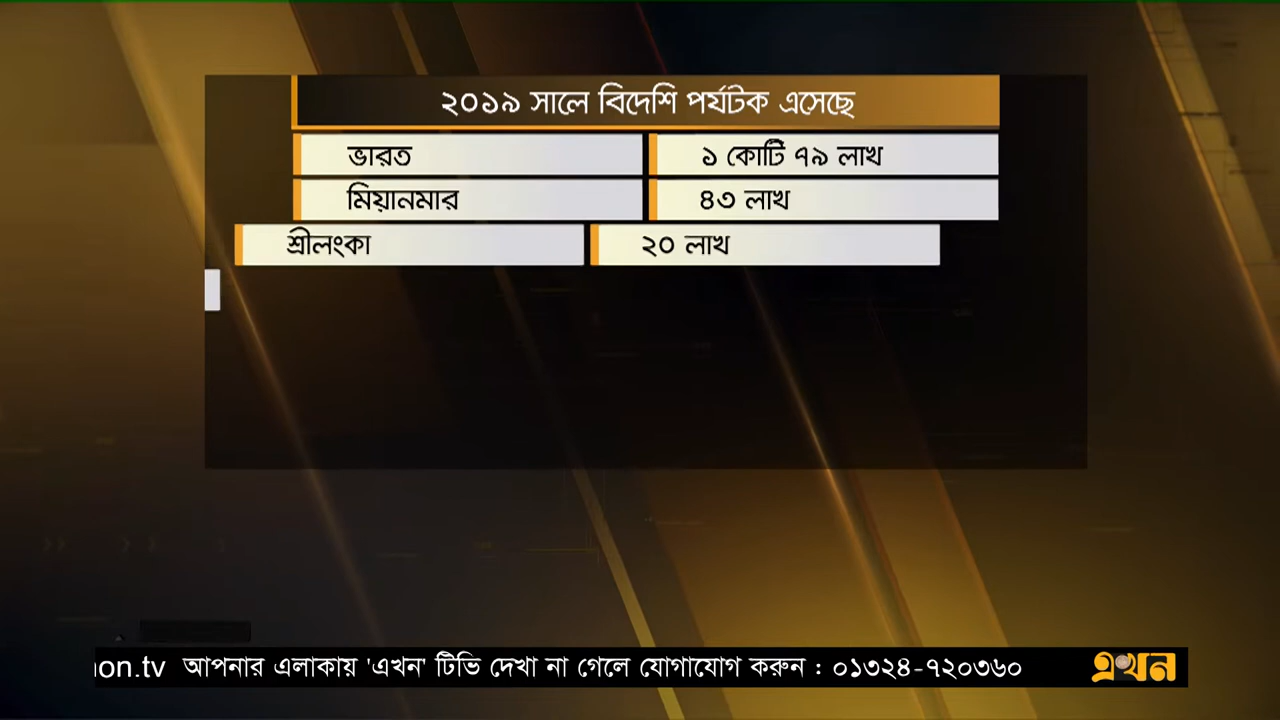 ২০১৯ সালে বিদেশি পর্যটক এসেছে
ভারত ১ কোটি ৭৯ লাখ
মিয়ানমার ৪৩ লাখ
শ্রীলংকা ২০ লাখ
on.tv আপনার এলাকায় 'এখন' টিভি দেখা না গেলে যোগাযোগ করুন : ০১৩২৪-৭২০৩৬০
এখন